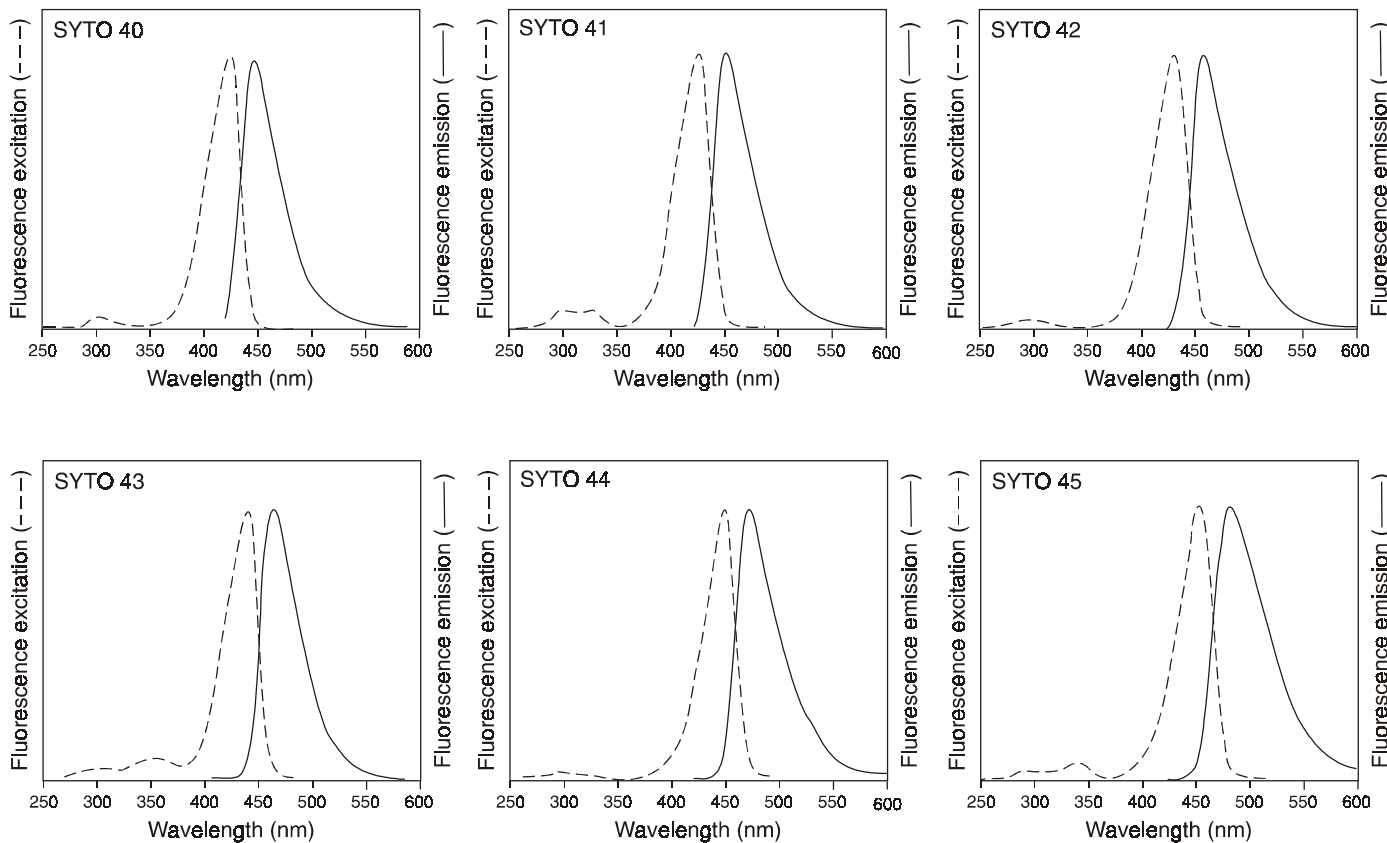 SYTO 40
Fluorescence excitation (---)
Fluorescence emission (—)
250 300 350 400 450 500 550 600
Wavelength (nm)
SYTO 41
Fluorescence excitation (---)
Fluorescence emission (—)
250 300 350 400 450 500 550 600
Wavelength (nm)
SYTO 42
Fluorescence excitation (---)
Fluorescence emission (—)
250 300 350 400 450 500 550 600
Wavelength (nm)
SYTO 43
Fluorescence excitation (---)
Fluorescence emission (—)
250 300 350 400 450 500 550 600
Wavelength (nm)
SYTO 44
Fluorescence excitation (---)
Fluorescence emission (—)
250 300 350 400 450 500 550 600
Wavelength (nm)
SYTO 45
Fluorescence excitation (---)
Fluorescence emission (—)
250 300 350 400 450 500 550 600
Wavelength (nm)